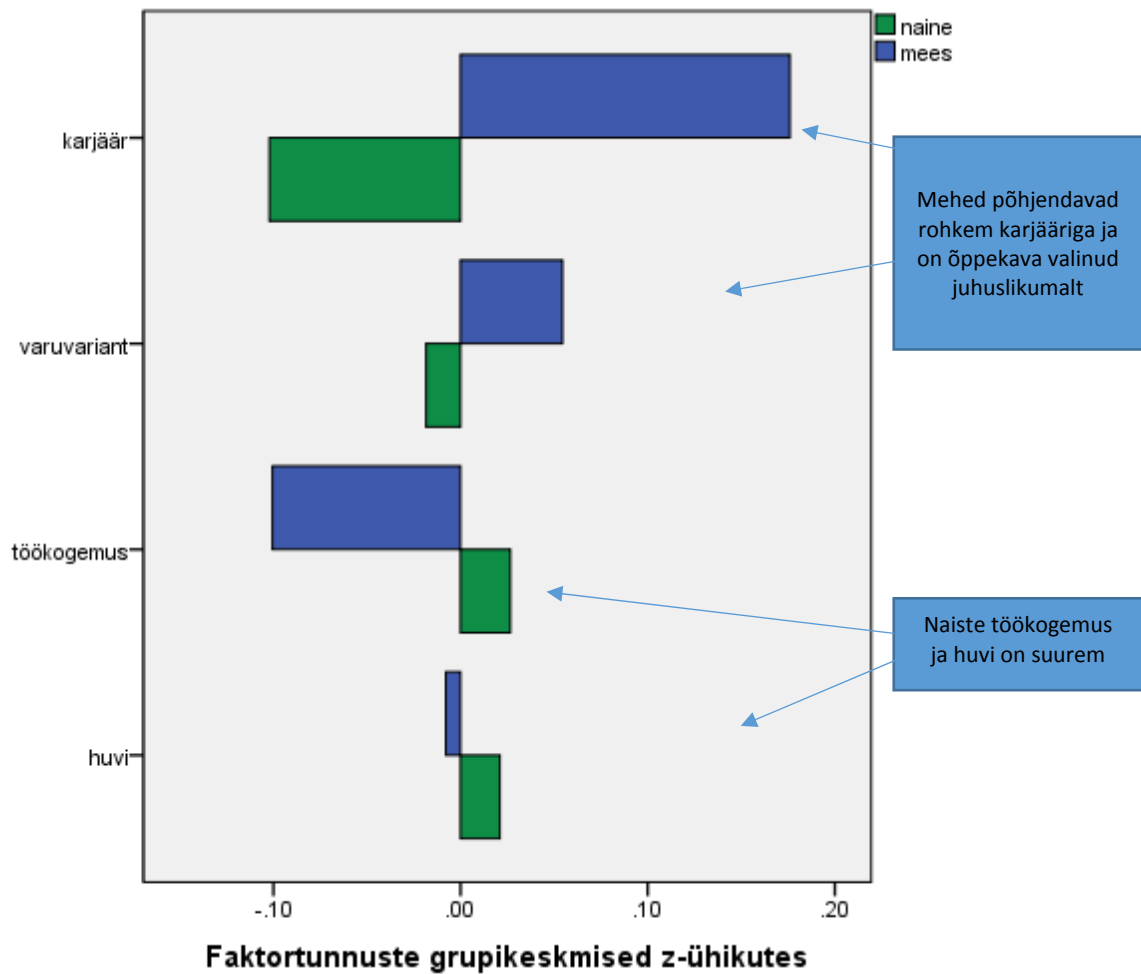 naine
mees
karjäär
Mehed põhjendavad
rohkem karjääriga ja
on õppekava valinud
juhuslikumalt
varuvariant
töökogemus
Naiste töökogemus
ja huvi on suurem
huvi
-.10 .00 .10 .20
Faktortunnuste grupikeskmised z-ühikutes